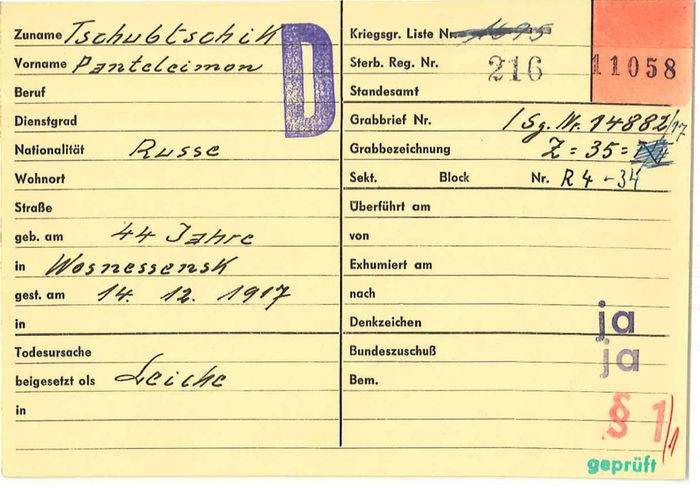 Zuname Tschubtschik
Vorname Panteleimon
Beruf
Dienstgrad
Nationalität Russe
Wohnort
Straße
geb. am 44 Jahre
in Wosnessensk
gest. am 14. 12. 1917
in
Todesursache
beigesetzt als Leiche
in
D
Kriegsgr. Liste Nr. 1695
Sterb. Reg. Nr. 216
11058
Standesamt
Grabbrief Nr. 1 Sg. Nr. 14882/17
Grabbezeichnung Z = 35 =
Sekt. Block Nr. R 4 - 34
Überführt am
von
Exhumiert am
nach
Denkzeichen ja
Bundeszuschuß ja
Bem.
§ 1/1
geprüft